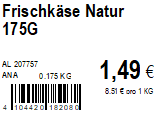 Frischkäse Natur
175G
AL 207757
ANA 0.175 KG
1,49 €
8.51 € pro 1 KG
4 104420 182080